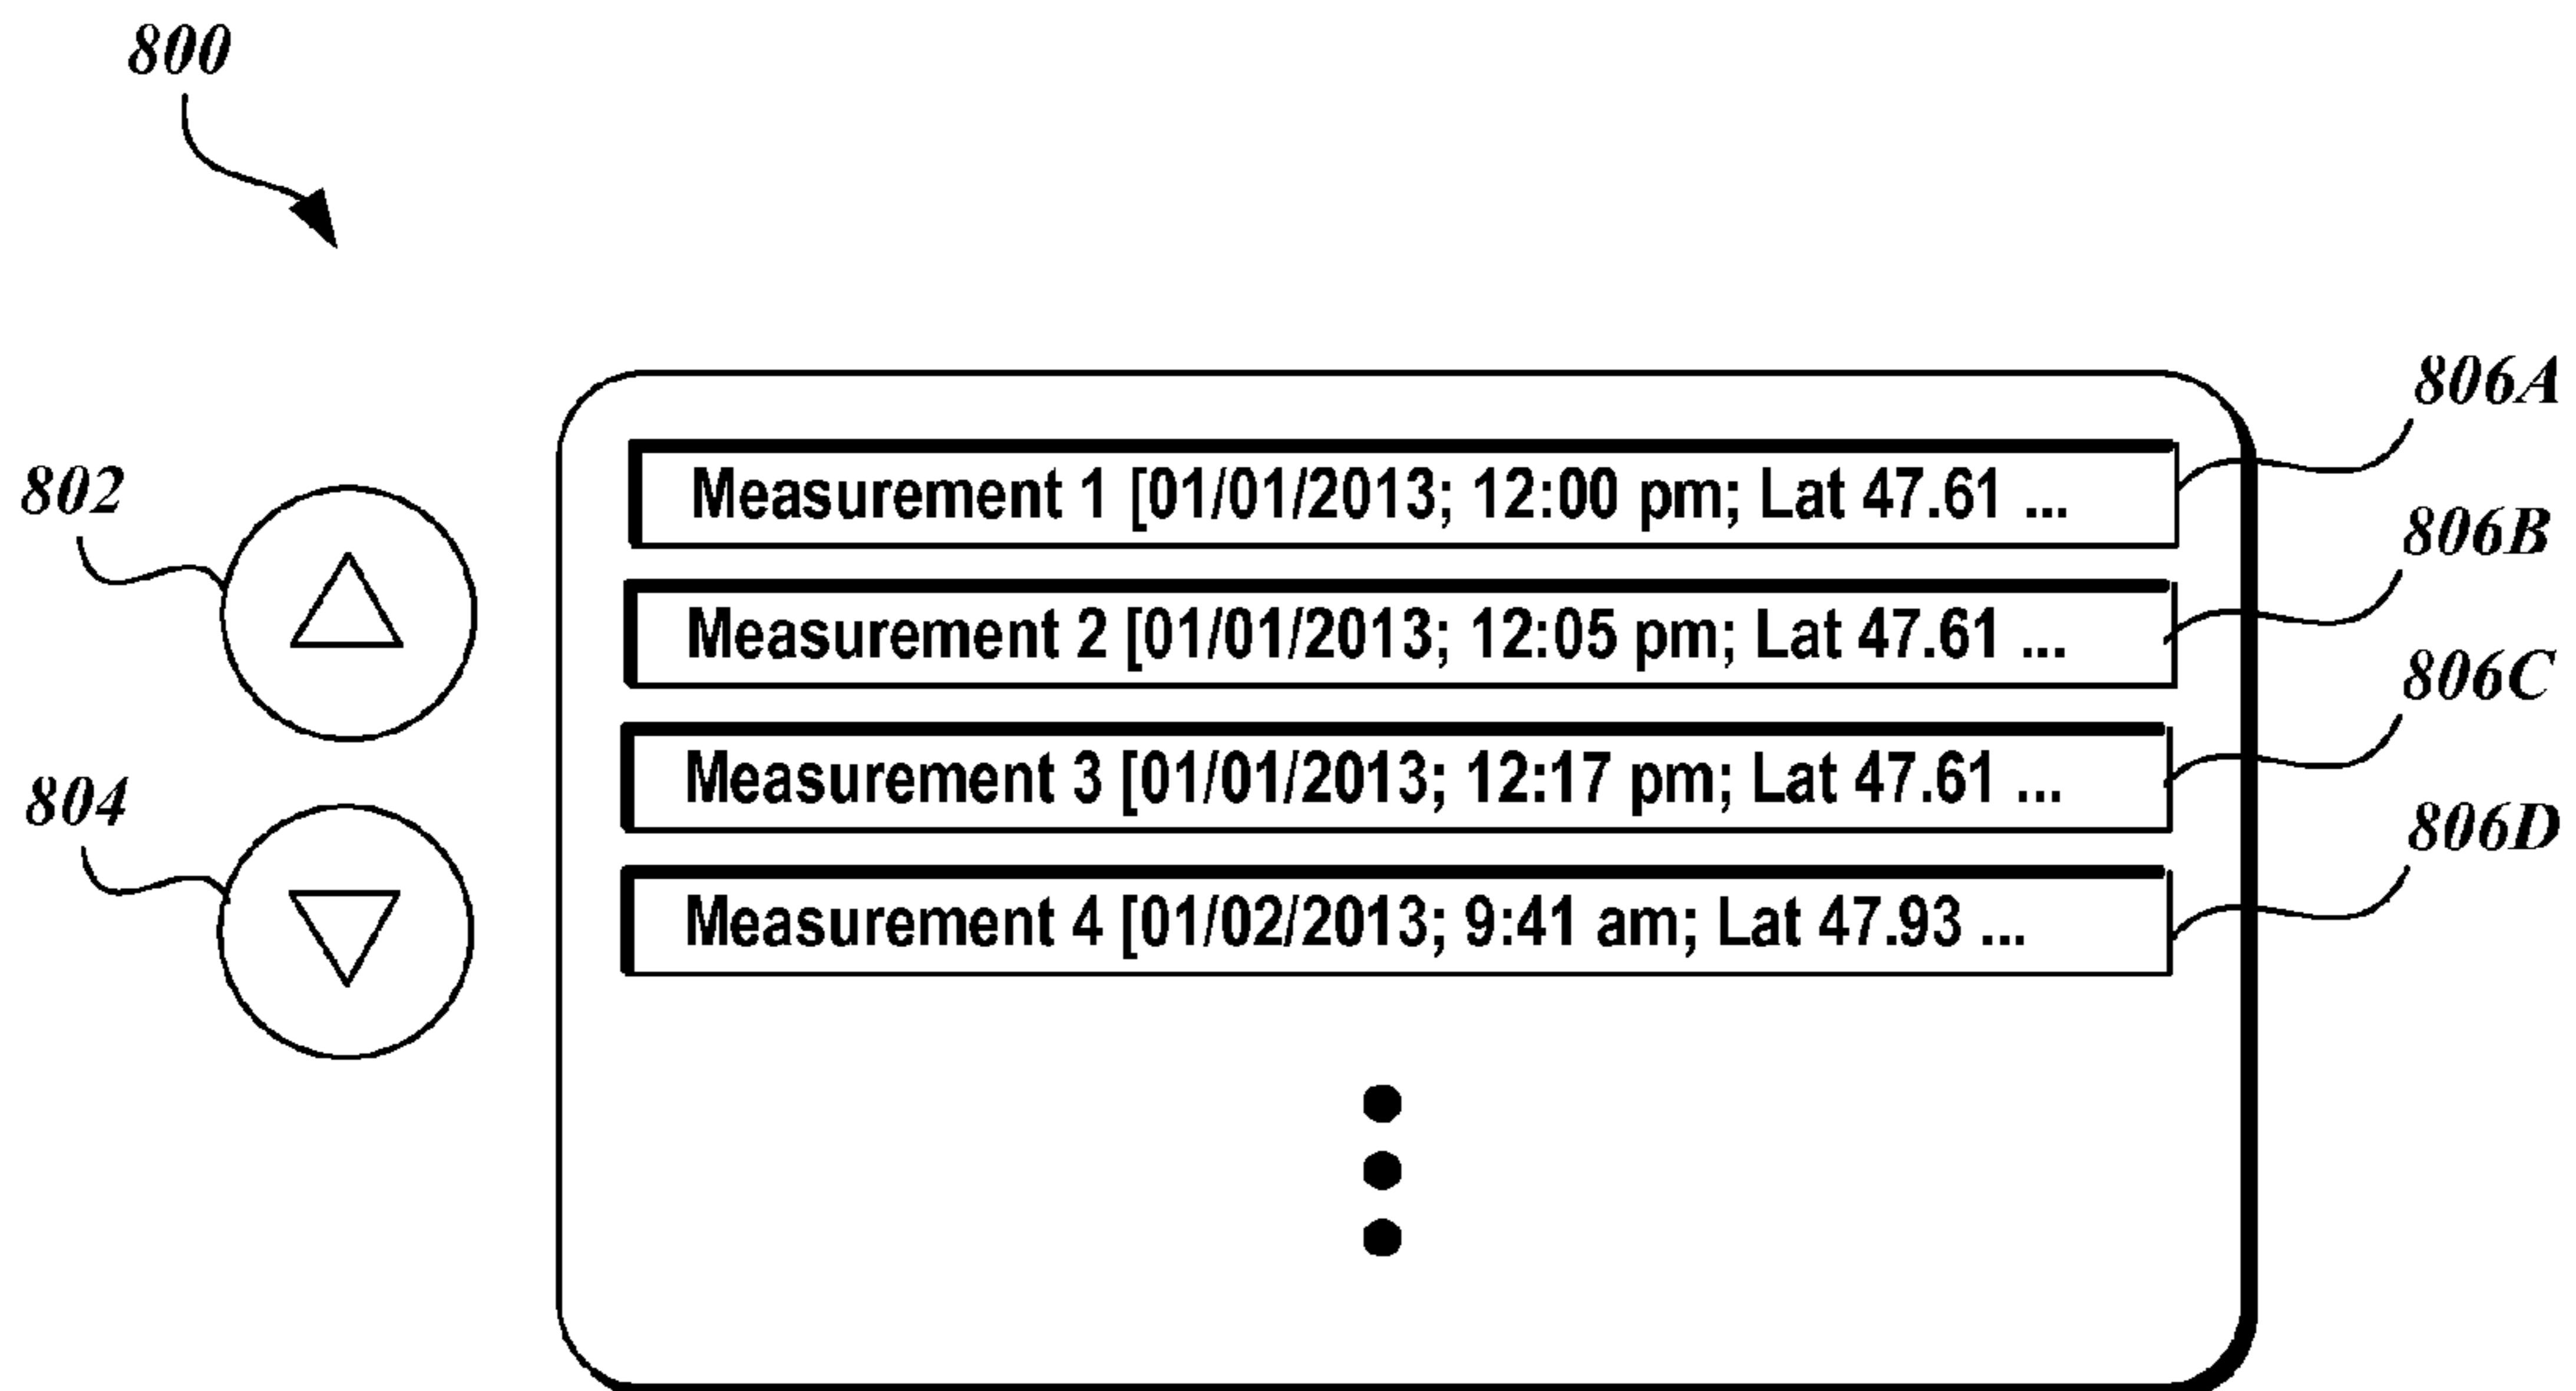 800
806A
Measurement 1 [01/01/2013; 12:00 pm; Lat 47.61 ...
802
806B
Measurement 2 [01/01/2013; 12:05 pm; Lat 47.61 ...
806C
Measurement 3 [01/01/2013; 12:17 pm; Lat 47.61 ...
804
806D
Measurement 4 [01/02/2013; 9:41 am; Lat 47.93 ...